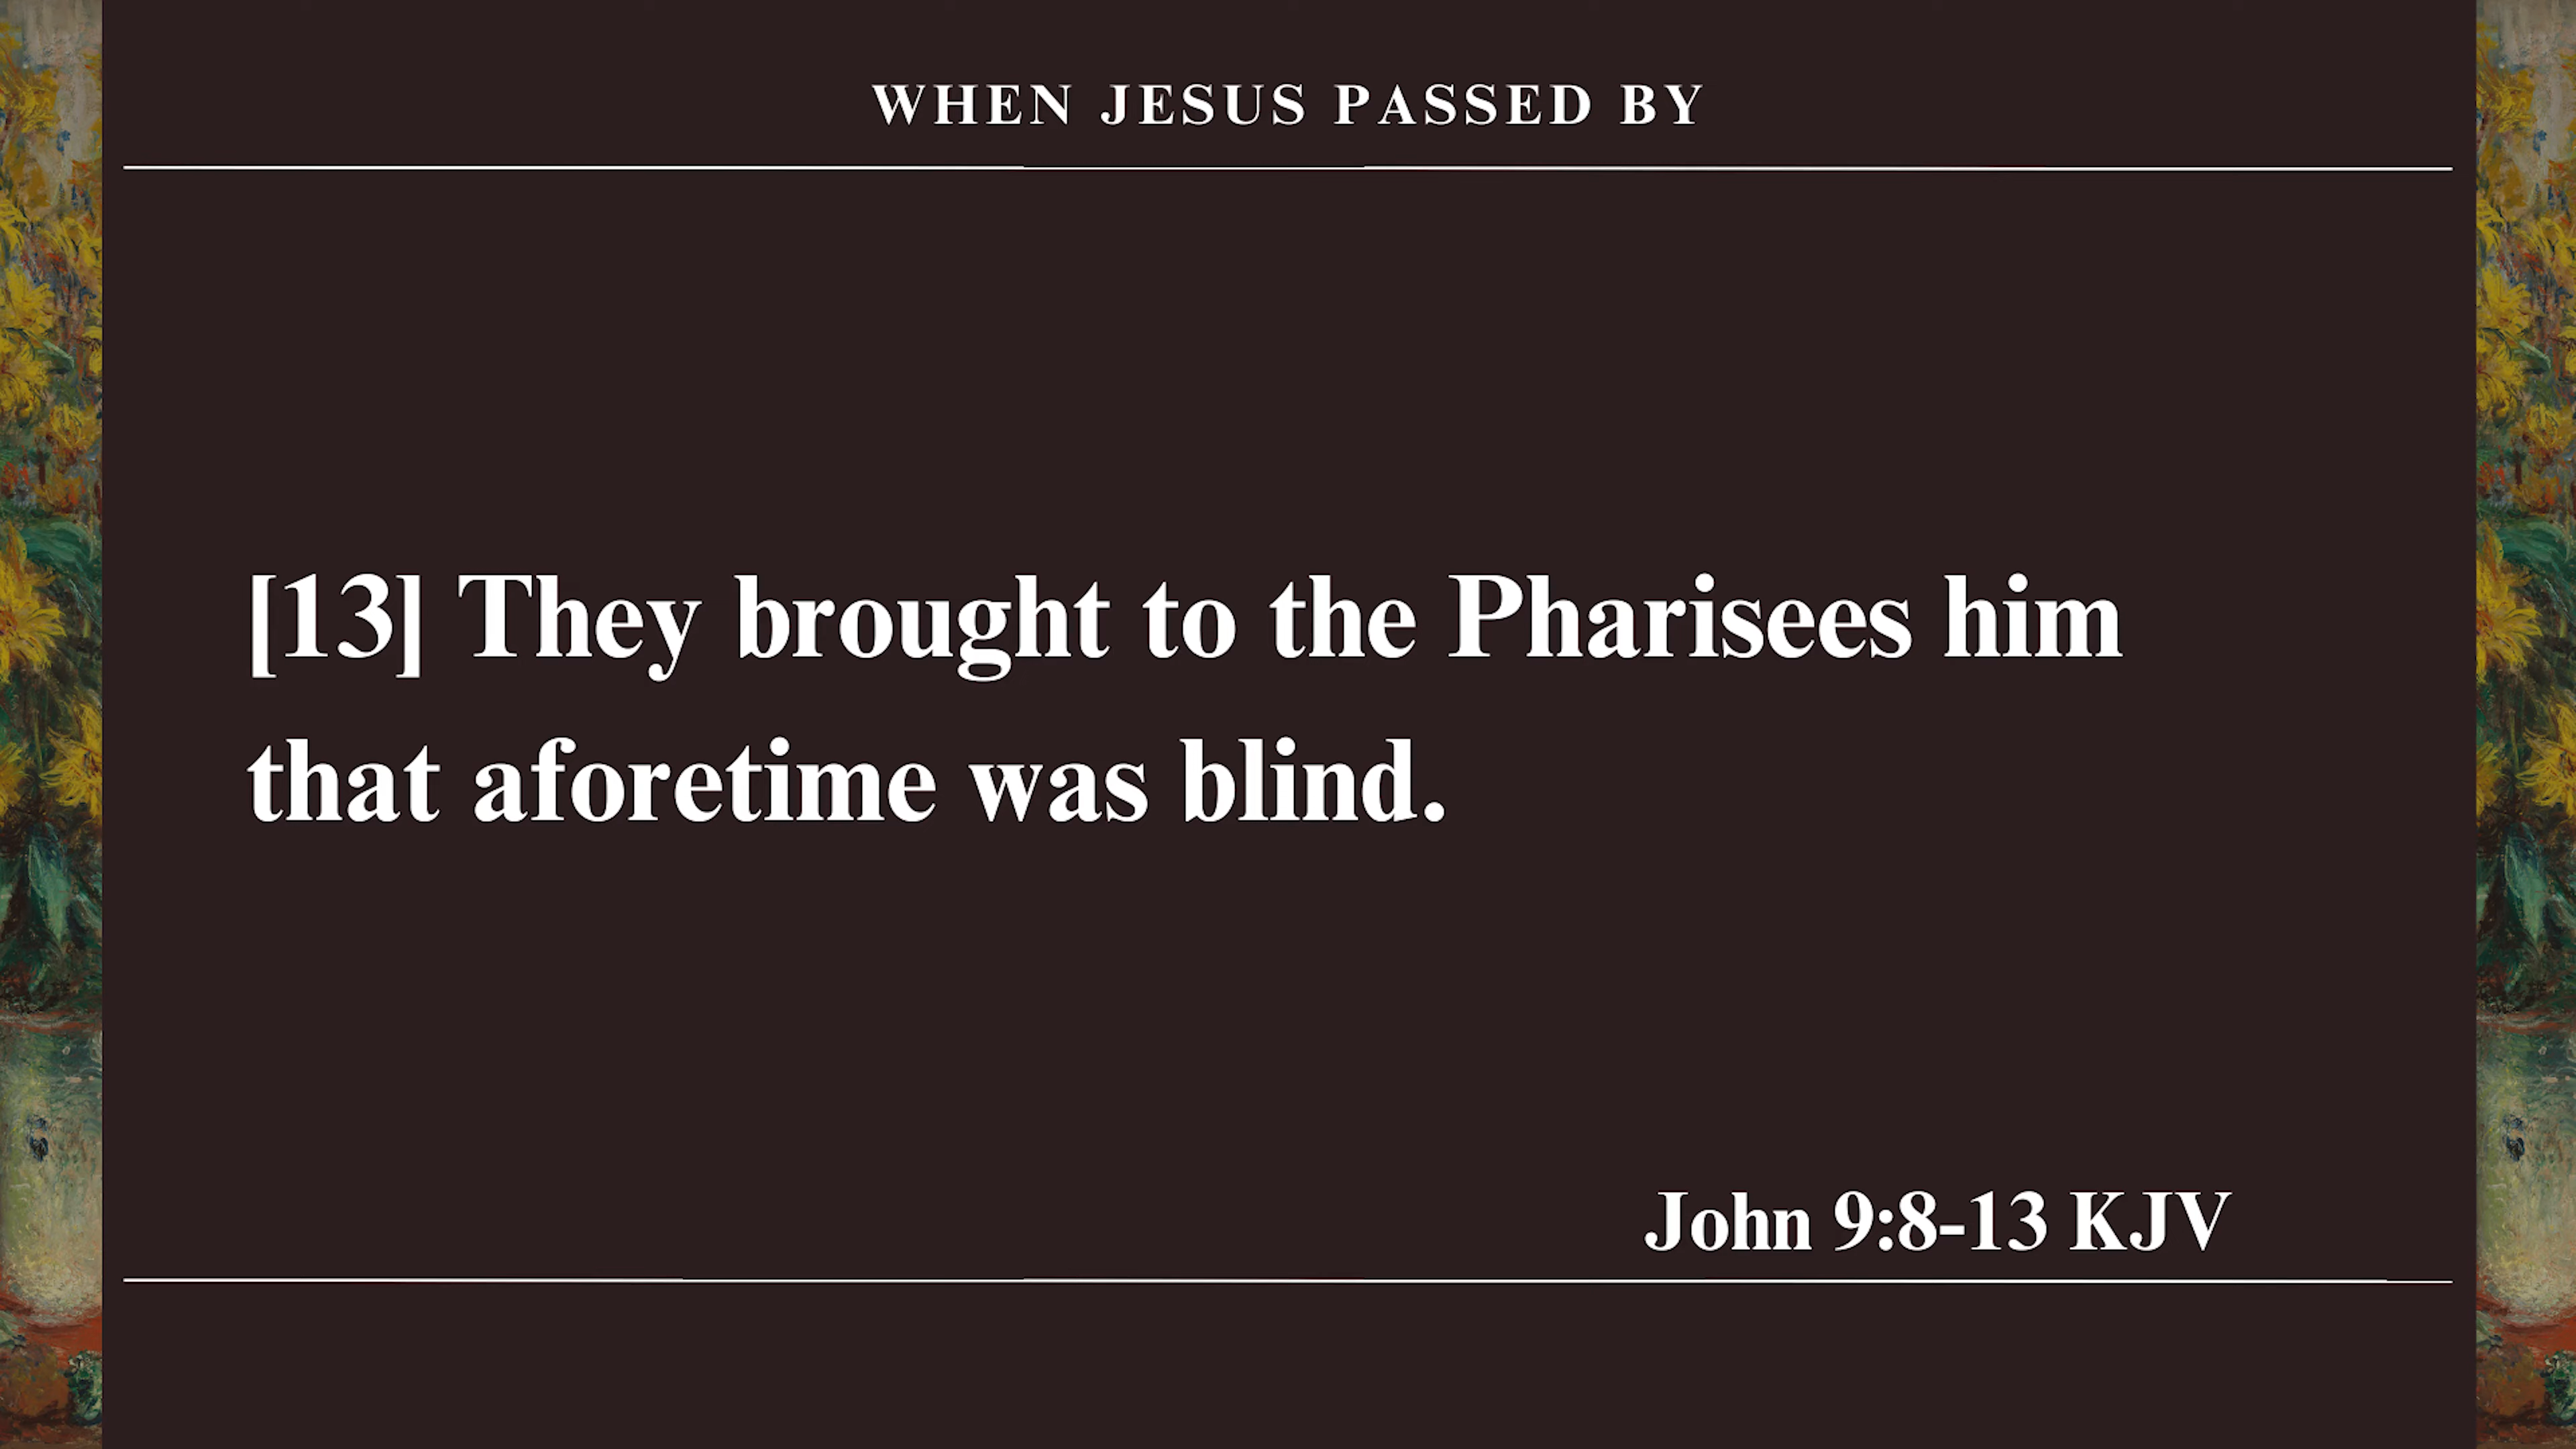 WHEN JESUS PASSED BY
[13] They brought to the Pharisees him
that aforetime was blind.
John 9:8-13 KJV